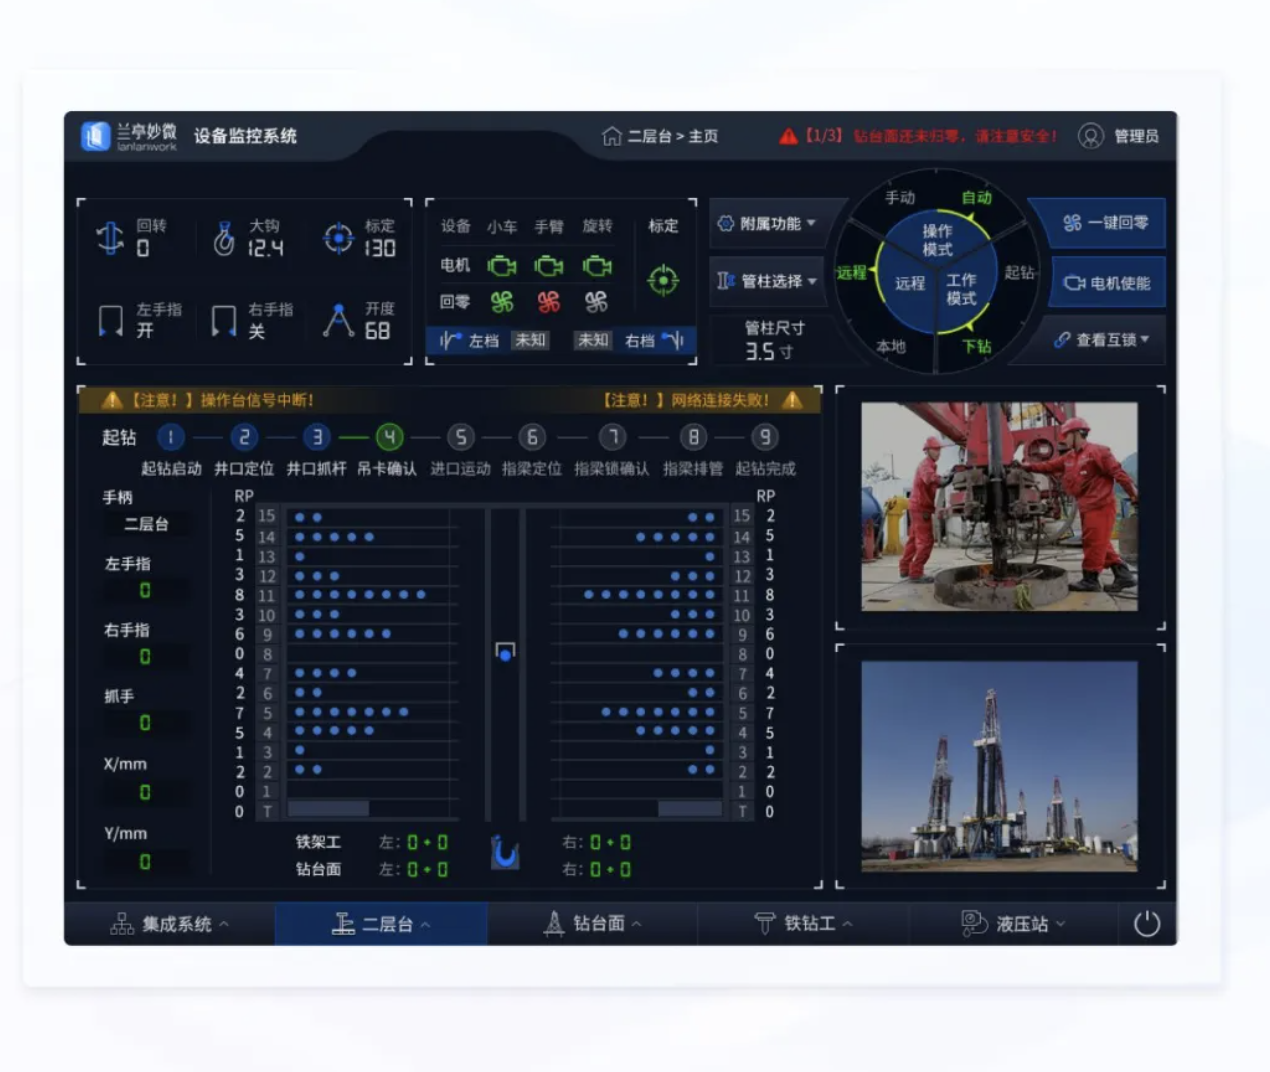 兰亭妙微
lanlanwork
设备监控系统
二层台 > 主页
【1/3】 钻台面还未归零，请注意安全！
管理员
回转
0
大钩
12.4
标定
130
左手指
开
右手指
关
开度
68
设备 小车 手臂 旋转 标定
电机
回零
左档 未知 未知 右档
附属功能
管柱选择
管柱尺寸
3.5 寸
手动 自动
操作
模式
远程 远程 工作
模式 起钻
本地 下钻
一键回零
电机使能
查看互锁
【注意！】操作台信号中断！
【注意！】网络连接失败！
起钻 1 2 3 4 5 6 7 8 9
起钻启动 井口定位 井口抓杆 吊卡确认 进口运动 指梁定位 指梁锁确认 指梁排管 起钻完成
手柄
二层台
左手指
0
右手指
0
抓手
0
X/mm
0
Y/mm
0
RP RP
2 15 15 2
5 14 14 5
1 13 13 1
3 12 12 3
8 11 11 8
3 10 10 3
6 9 9 6
0 8 8 0
4 7 7 4
2 6 6 2
7 5 5 7
5 4 4 5
1 3 3 1
2 2 2 2
0 1 1 0
0 T T 0
铁架工 左: 0 + 0 右: 0 + 0
钻台面 左: 0 + 0 右: 0 + 0
集成系统 二层台 钻台面 铁钻工 液压站